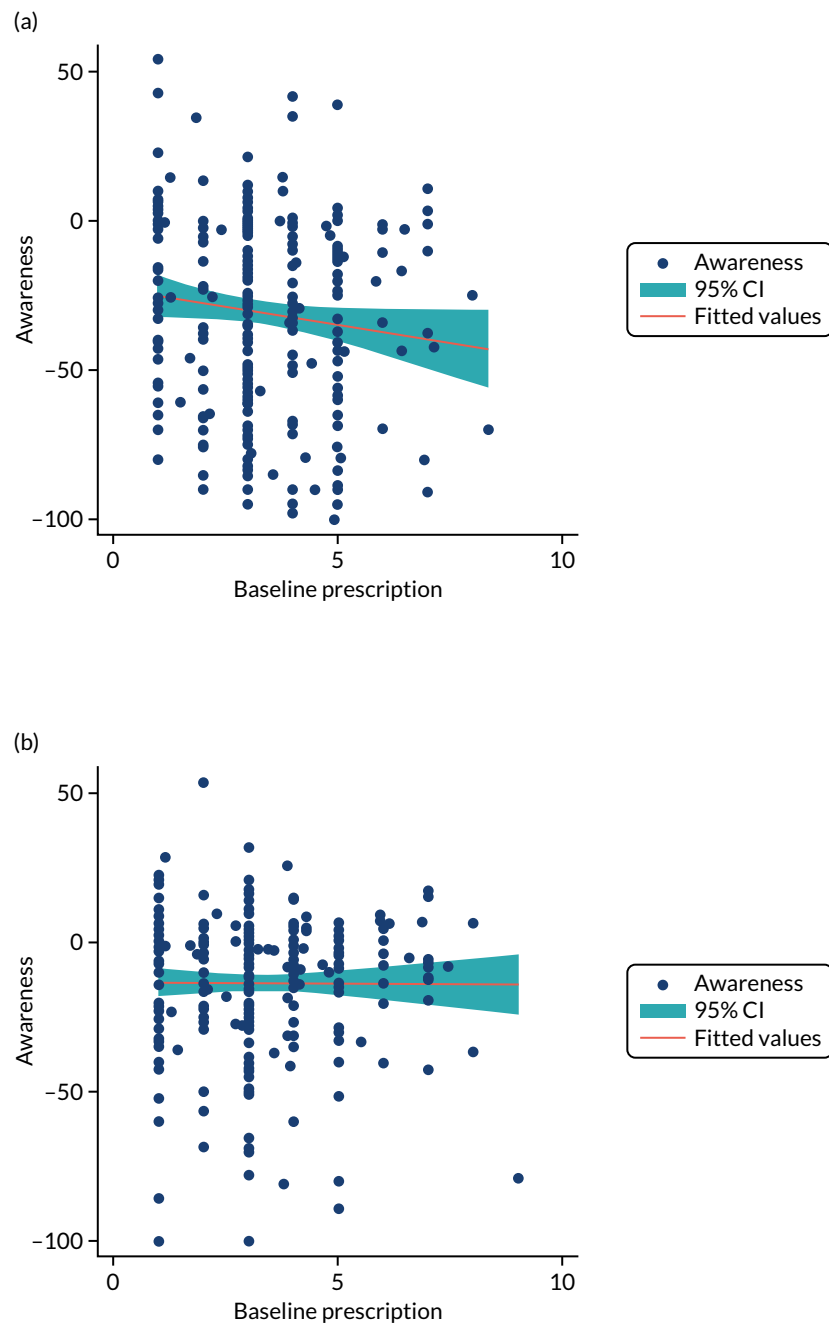 (a)
50
0
−50
−100
Awareness
0
5
10
Baseline prescription
Awareness
95% CI
Fitted values
(b)
50
0
−50
−100
Awareness
0
5
10
Baseline prescription
Awareness
95% CI
Fitted values